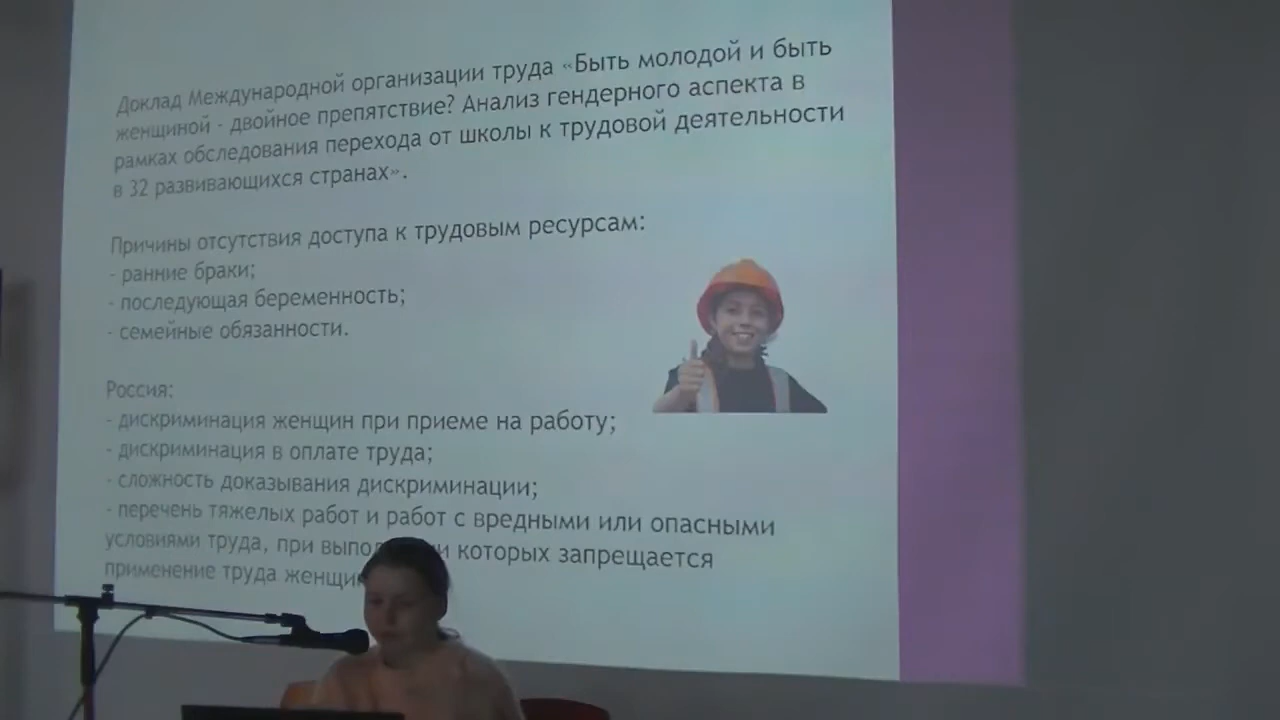 Доклад Международной организации труда «Быть молодой и быть
женщиной - двойное препятствие? Анализ гендерного аспекта в
рамках обследования перехода от школы к трудовой деятельности
в 32 развивающихся странах».
Причины отсутствия доступа к трудовым ресурсам:
- ранние браки;
- последующая беременность;
- семейные обязанности.
Россия:
- дискриминация женщин при приеме на работу;
- дискриминация в оплате труда;
- сложность доказывания дискриминации;
- перечень тяжелых работ и работ с вредными или опасными
условиями труда, при которых запрещается
применение труда